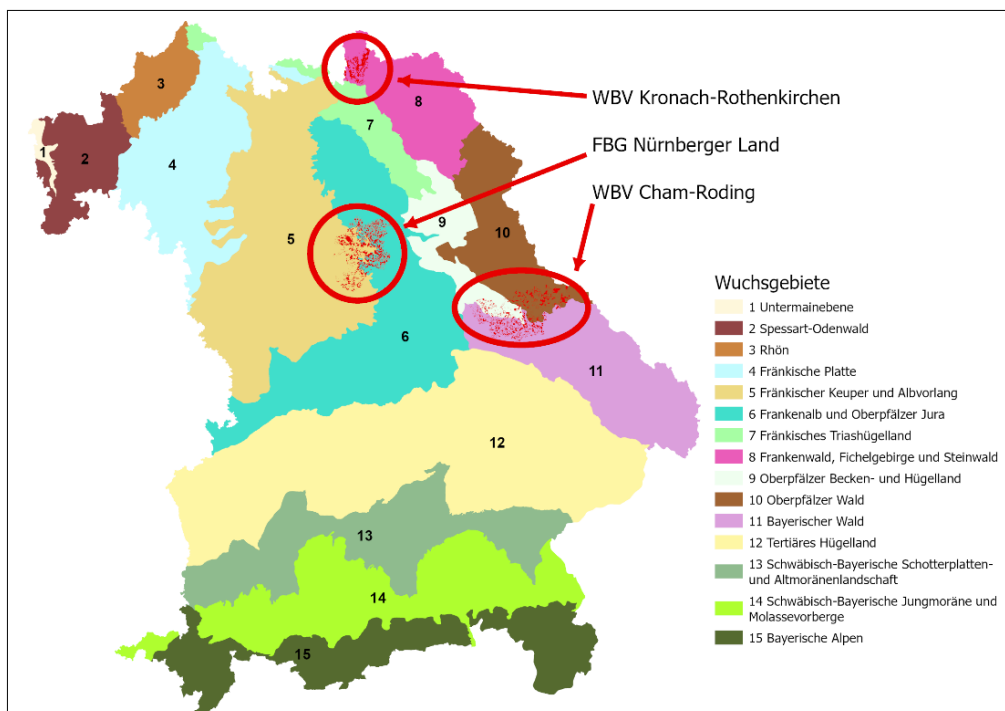 WBV Kronach-Rothenkirchen
FBG Nürnberger Land
WBV Cham-Roding
1
2
3
4
5
6
7
8
9
10
11
12
13
14
15
Wuchsgebiete
1 Untermainebene
2 Spessart-Odenwald
3 Rhön
4 Fränkische Platte
5 Fränkischer Keuper und Albvorlang
6 Frankenalb und Oberpfälzer Jura
7 Fränkisches Triashügelland
8 Frankenwald, Fichelgebirge und Steinwald
9 Oberpfälzer Becken- und Hügelland
10 Oberpfälzer Wald
11 Bayerischer Wald
12 Tertiäres Hügelland
13 Schwäbisch-Bayerische Schotterplatten-
und Altmoränenlandschaft
14 Schwäbisch-Bayerische Jungmoräne und
Molassevorberge
15 Bayerische Alpen